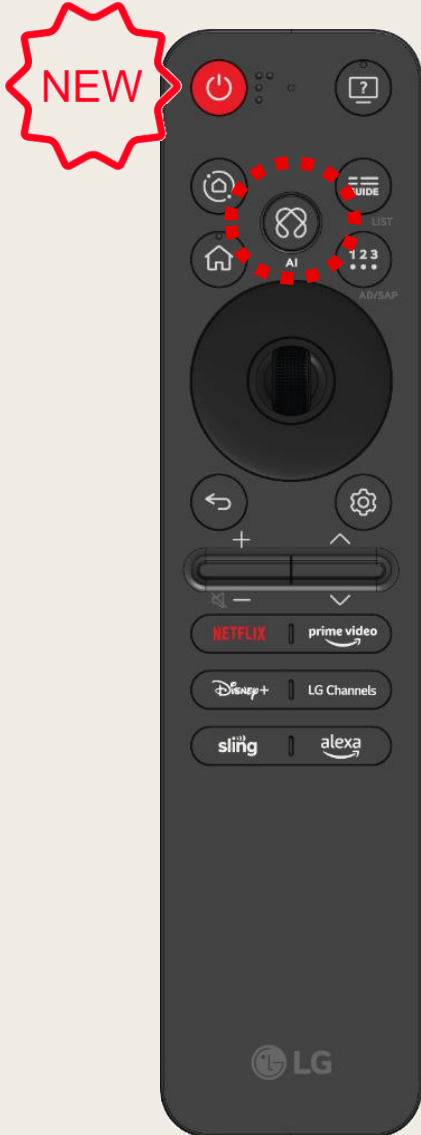 NEW
?
GUIDE
LIST
AI
123
AD/SAP
NETFLIX
prime video
Disney+
LG Channels
sling
alexa
LG